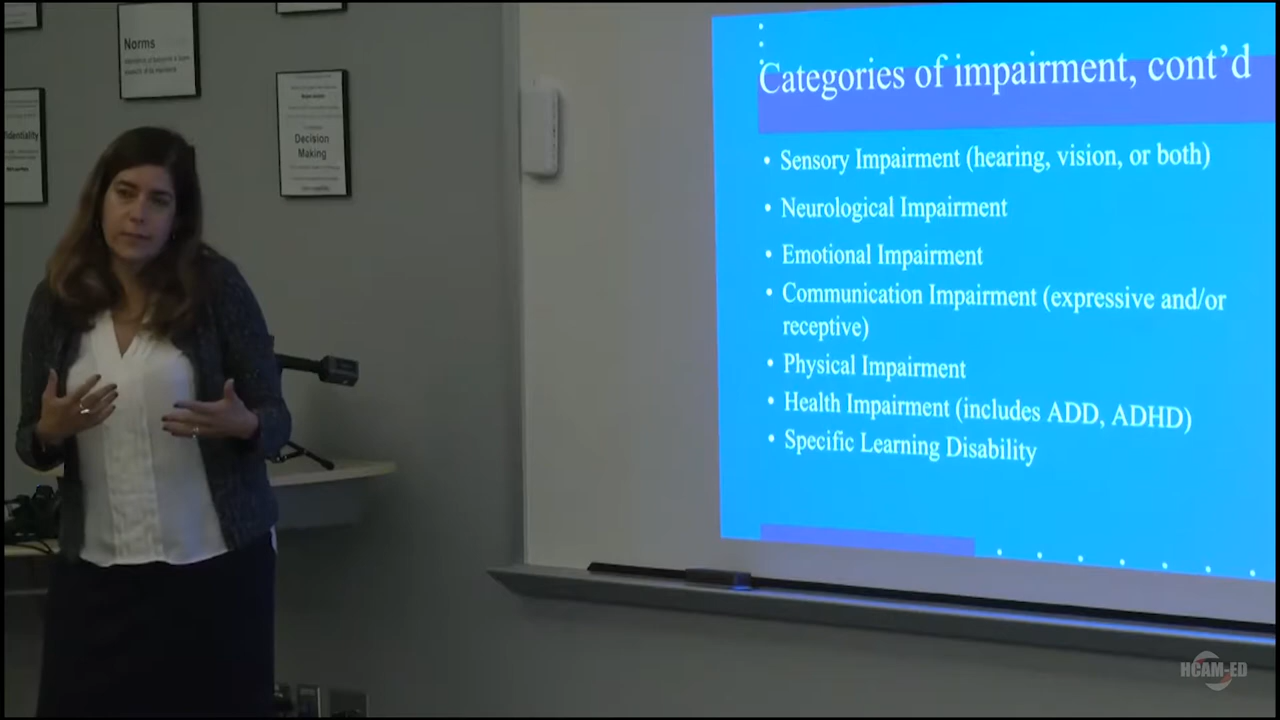 Norms
identiality
Decision
Making
Categories of impairment, cont’d
• Sensory Impairment (hearing, vision, or both)
• Neurological Impairment
• Emotional Impairment
• Communication Impairment (expressive and/or
receptive)
• Physical Impairment
• Health Impairment (includes ADD, ADHD)
• Specific Learning Disability
HCAM-ED